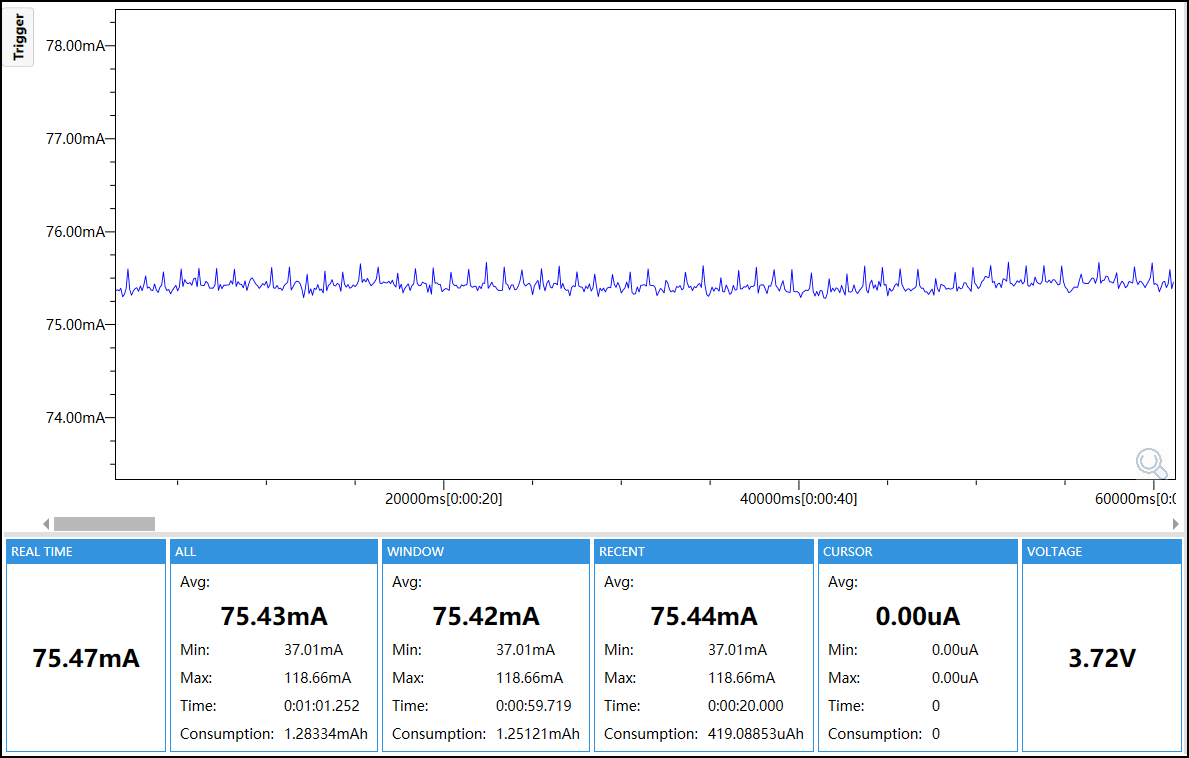 Trigger
78.00mA
77.00mA
76.00mA
75.00mA
74.00mA
20000ms[0:00:20]
40000ms[0:00:40]
60000ms[0:0
REAL TIME
75.47mA
ALL
Avg:
75.43mA
Min: 37.01mA
Max: 118.66mA
Time: 0:01:01.252
Consumption: 1.28334mAh
WINDOW
Avg:
75.42mA
Min: 37.01mA
Max: 118.66mA
Time: 0:00:59.719
Consumption: 1.25121mAh
RECENT
Avg:
75.44mA
Min: 37.01mA
Max: 118.66mA
Time: 0:00:20.000
Consumption: 419.08853uAh
CURSOR
Avg:
0.00uA
Min: 0.00uA
Max: 0.00uA
Time: 0
Consumption: 0
VOLTAGE
3.72V